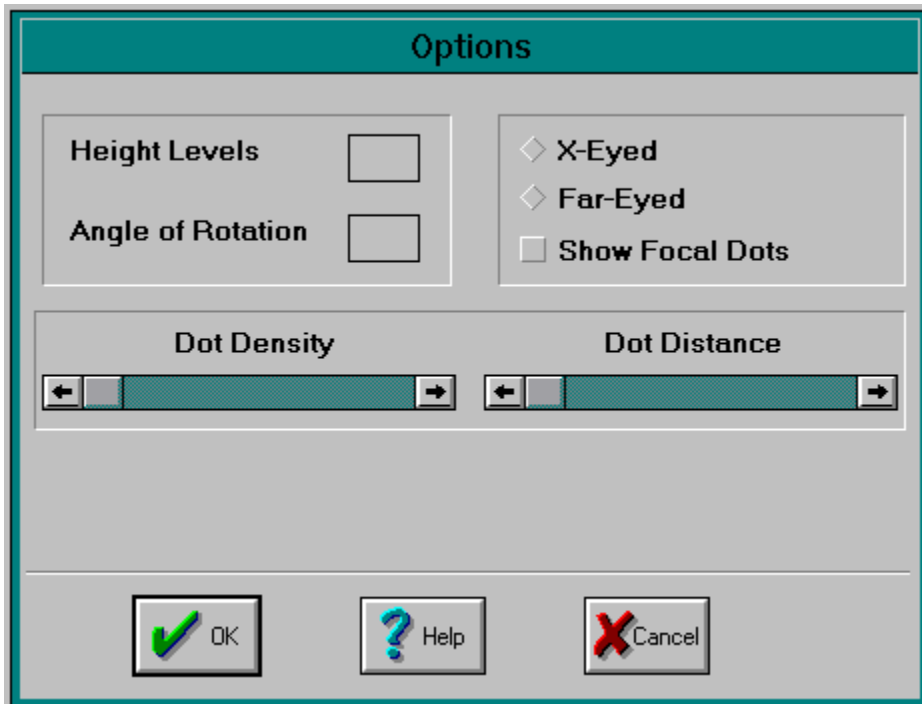 Options
Height Levels
Angle of Rotation
X-Eyed
Far-Eyed
Show Focal Dots
Dot Density
Dot Distance
OK
Help
Cancel